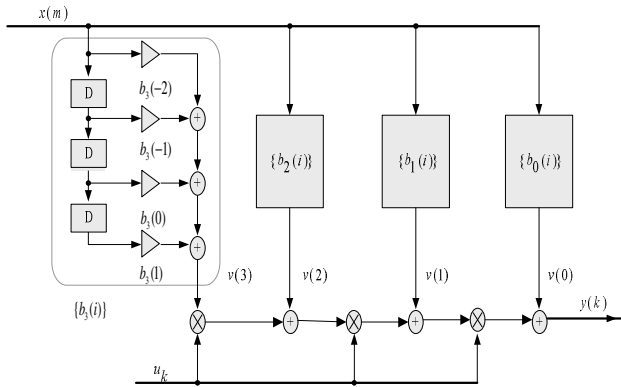 x(m)
D
b₃(-2)
+
D
b₃(-1)
{b₂(i)}
{b₁(i)}
{b₀(i)}
+
D
b₃(0)
+
b₃(1)
v(3)
v(2)
v(1)
v(0)
{b₃(i)}
y(k)
× + × + × +
uₖ